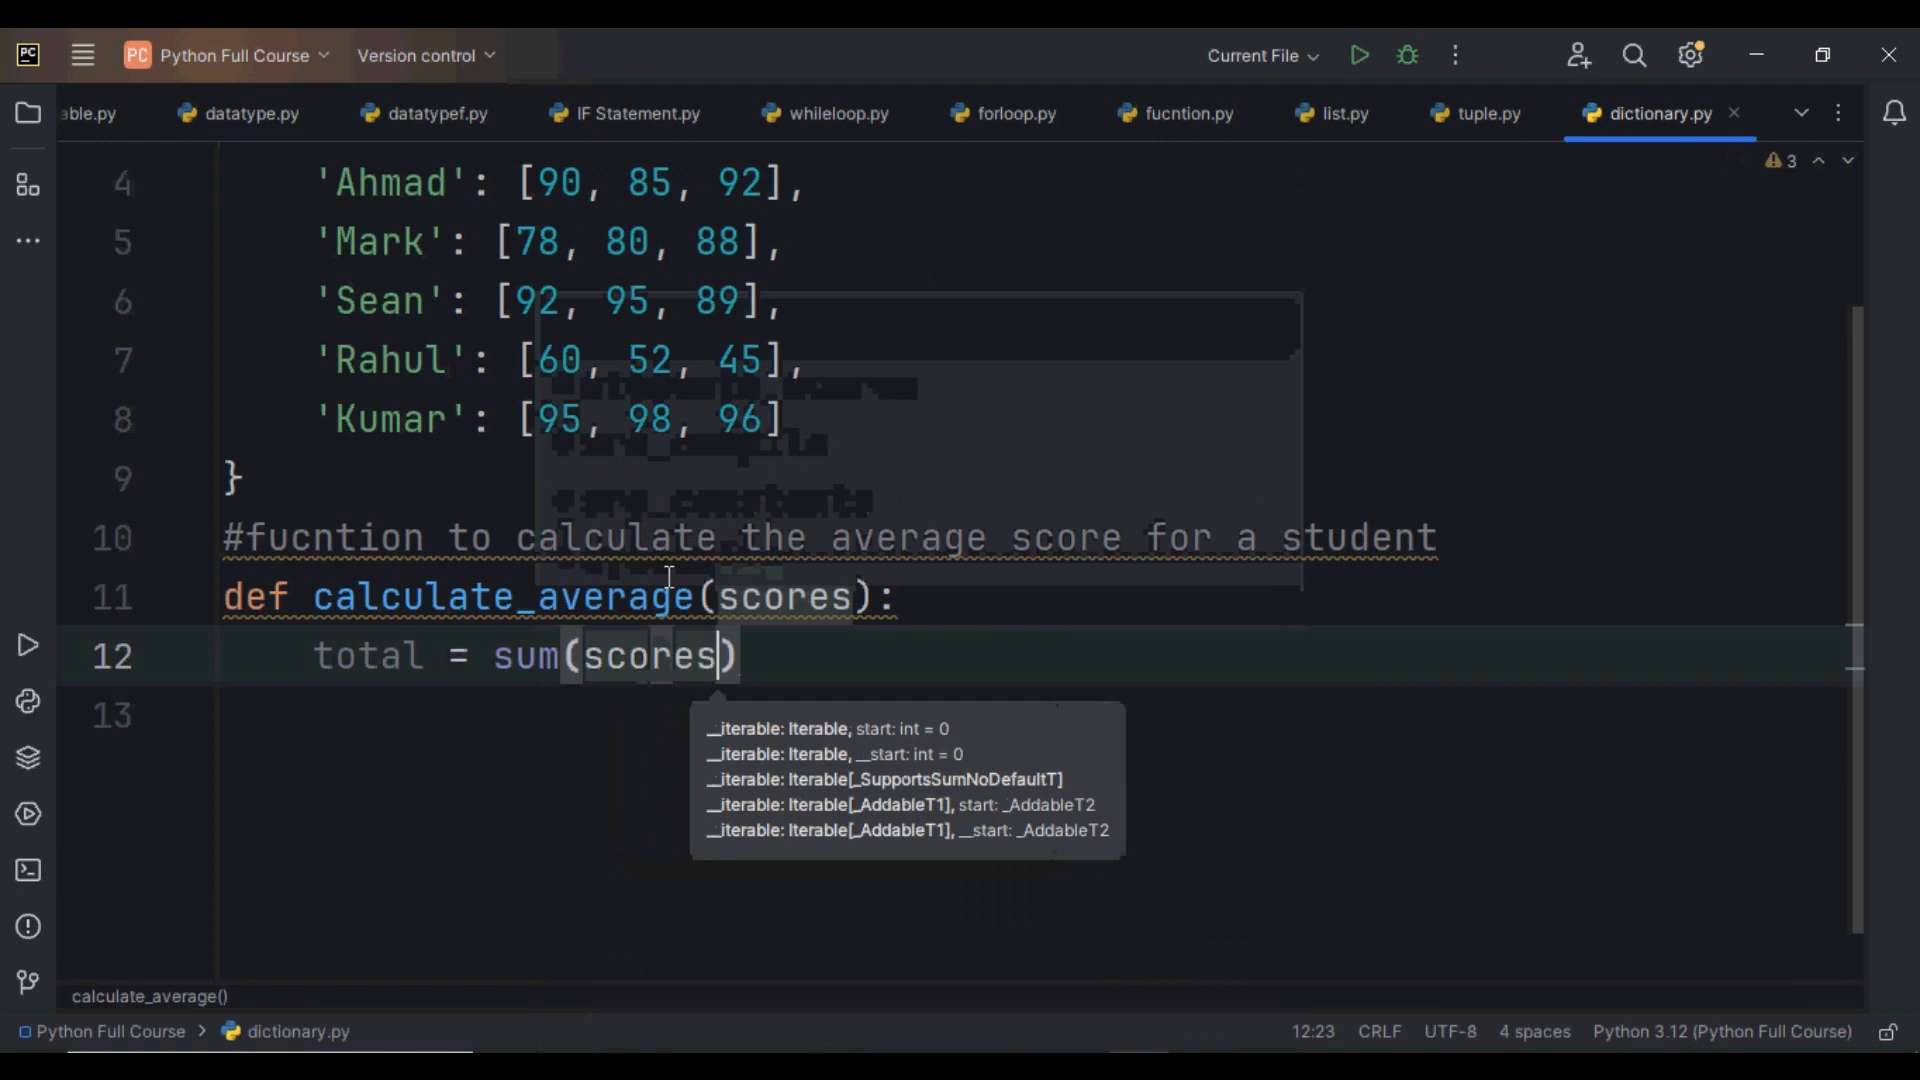 PC PC Python Full Course Version control Current File
able.py datatype.py datatypef.py IF Statement.py whileloop.py forloop.py fucntion.py list.py tuple.py dictionary.py
3
4 'Ahmad': [90, 85, 92],
5 'Mark': [78, 80, 88],
6 'Sean': [92, 95, 89],
7 'Rahul': [60, 52, 45],
8 'Kumar': [95, 98, 96]
9 }
10 #fucntion to calculate the average score for a student
11 def calculate_average(scores):
12 total = sum(scores)
13
__iterable: Iterable, start: int = 0
__iterable: Iterable, __start: int = 0
__iterable: Iterable[_SupportsSumNoDefaultT]
__iterable: Iterable[_AddableT1], start: _AddableT2
__iterable: Iterable[_AddableT1], __start: _AddableT2
calculate_average()
Python Full Course > dictionary.py 12:23 CRLF UTF-8 4 spaces Python 3.12 (Python Full Course)